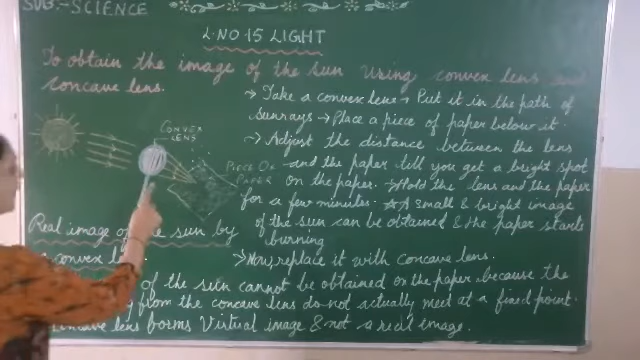 SUB:- SCIENCE
L.NO.15 LIGHT
To obtain the image of the sun using convex lens and
concave lens.
→ Take a convex lens → Put it in the path of
sunrays → Place a piece of paper below it.
→ Adjust the distance between the lens
and the paper till you get a bright spot
on the paper. → Hold the lens and the paper
for a few minutes. A small & bright image
of the sun can be obtained & the paper starts
burning
CONVEX
LENS
PIECE OF
PAPER
Real image of the sun by
convex
→ Now, replace it with concave lens.
of the sun cannot be obtained on the paper, because the
from the concave lens do not actually meet at a fixed point.
lens forms Virtual image & not a real image.